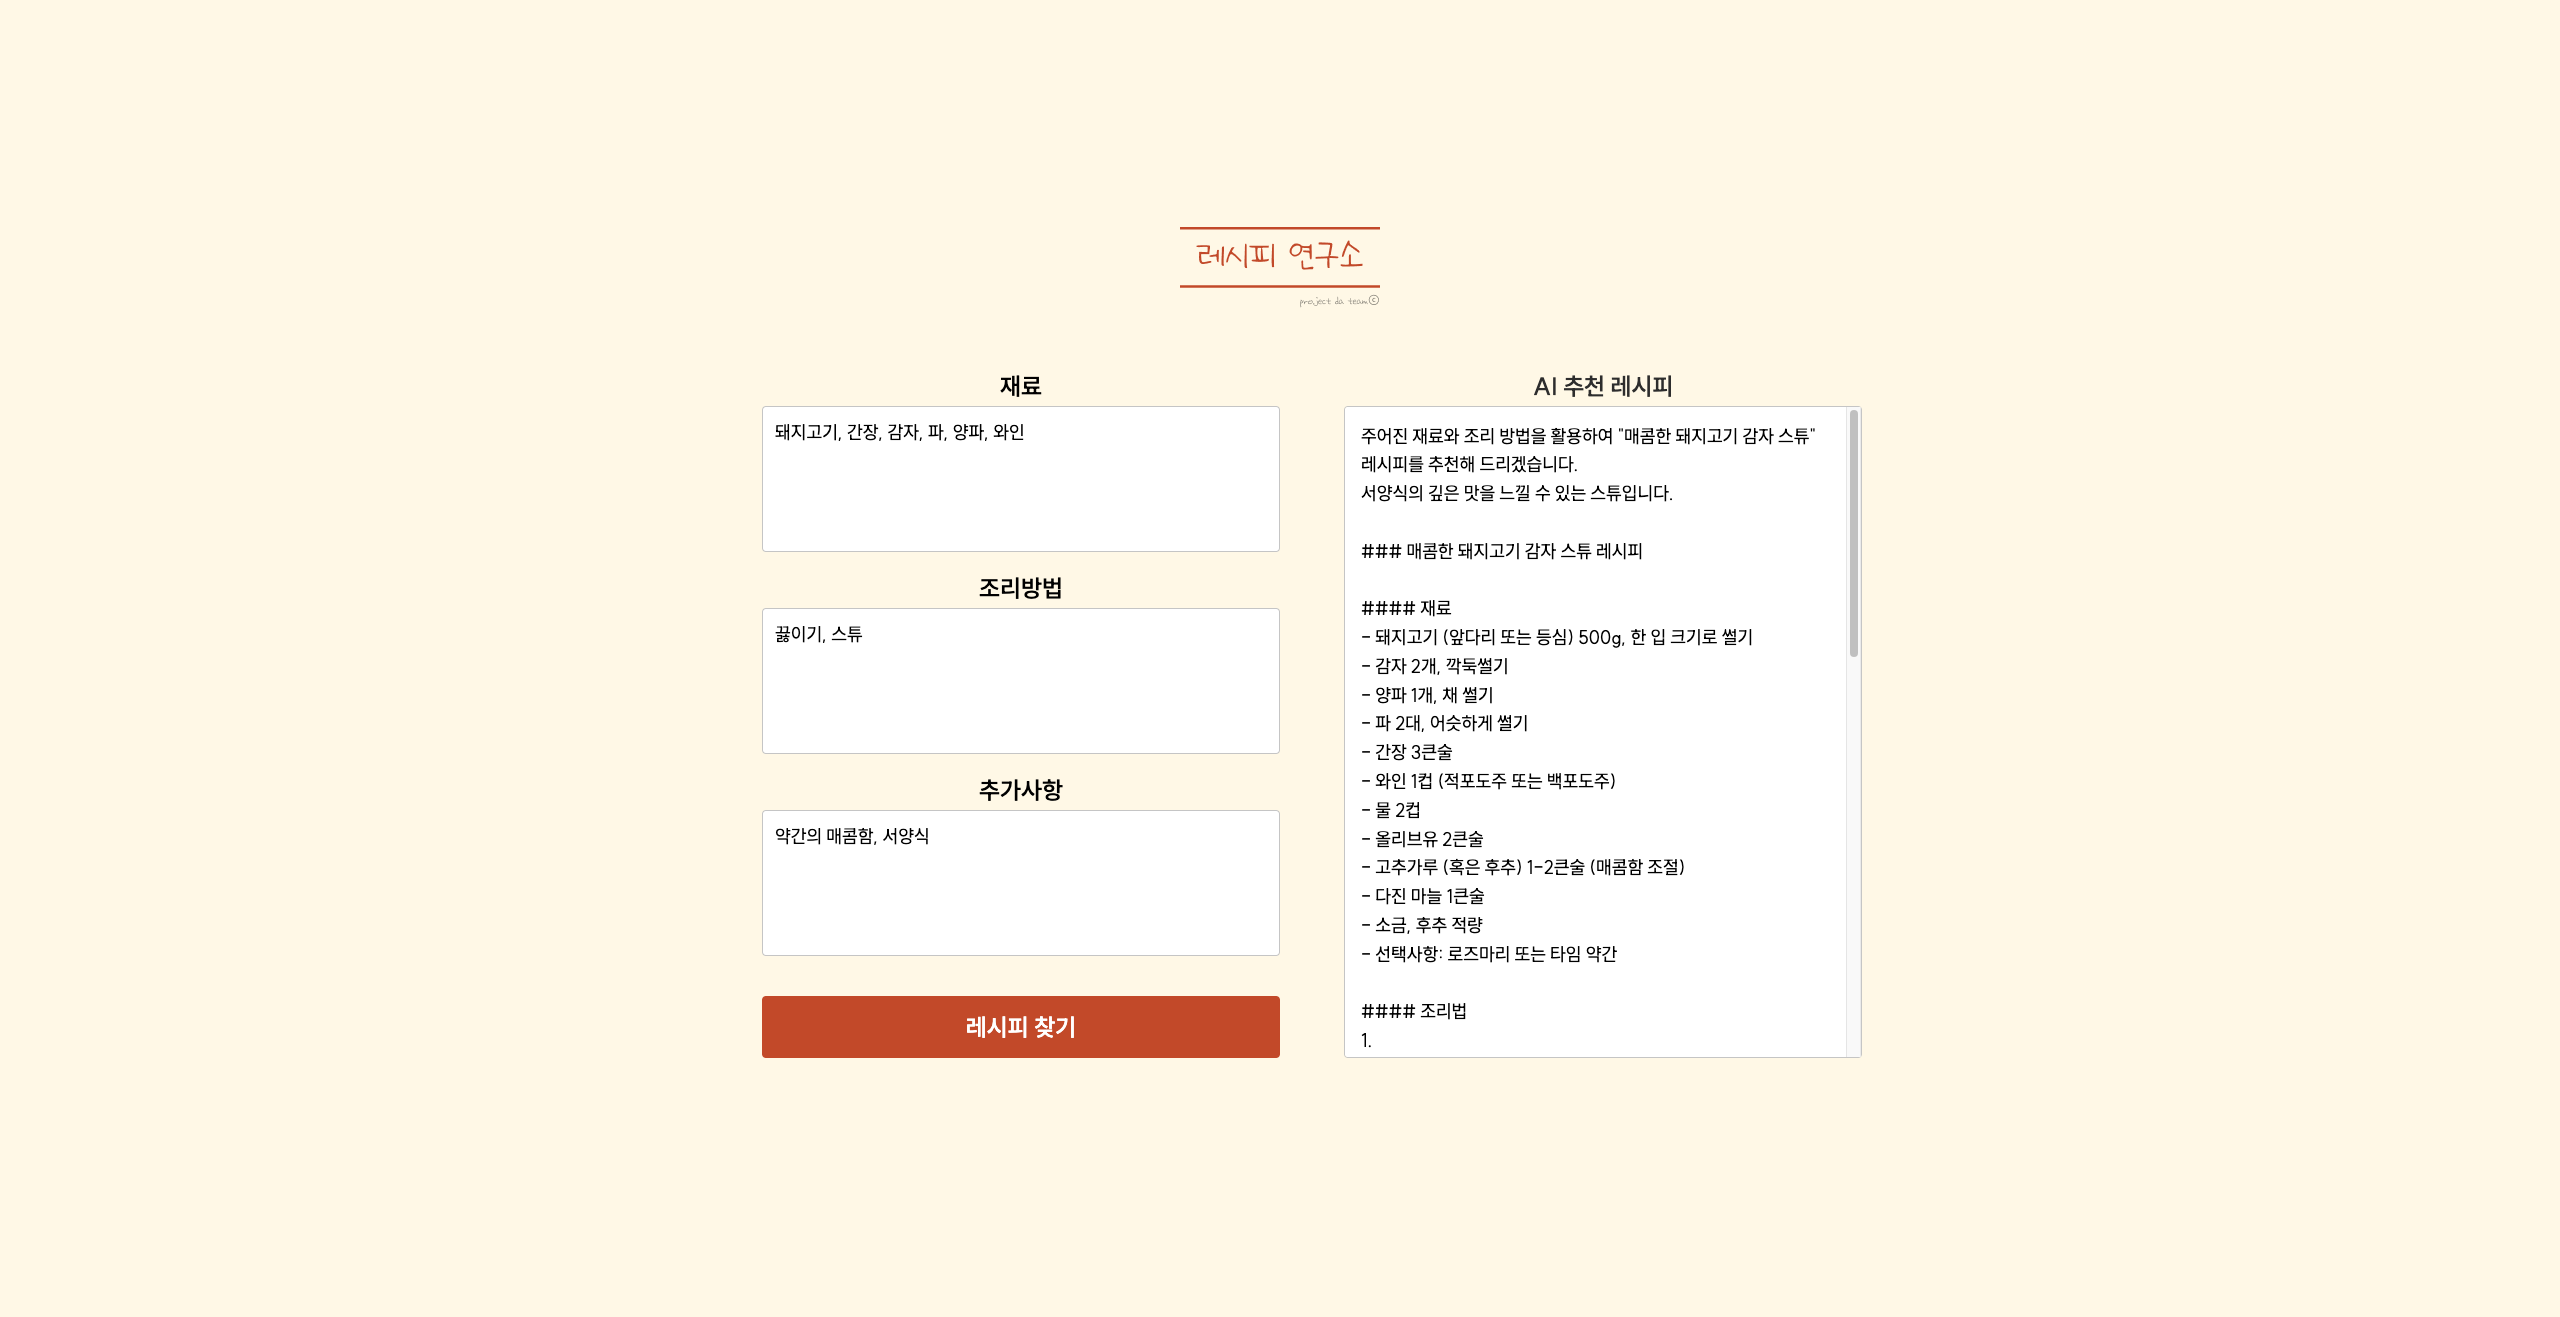 레시피 연구소
project da team©
재료
돼지고기, 간장, 감자, 파, 양파, 와인
조리방법
끓이기, 스튜
추가사항
약간의 매콤함, 서양식
레시피 찾기
AI 추천 레시피
주어진 재료와 조리 방법을 활용하여 "매콤한 돼지고기 감자 스튜"
레시피를 추천해 드리겠습니다.
서양식의 깊은 맛을 느낄 수 있는 스튜입니다.
### 매콤한 돼지고기 감자 스튜 레시피
#### 재료
- 돼지고기 (앞다리 또는 등심) 500g, 한 입 크기로 썰기
- 감자 2개, 깍둑썰기
- 양파 1개, 채 썰기
- 파 2대, 어슷하게 썰기
- 간장 3큰술
- 와인 1컵 (적포도주 또는 백포도주)
- 물 2컵
- 올리브유 2큰술
- 고추가루 (혹은 후추) 1-2큰술 (매콤함 조절)
- 다진 마늘 1큰술
- 소금, 후추 적량
- 선택사항: 로즈마리 또는 타임 약간
#### 조리법
1.